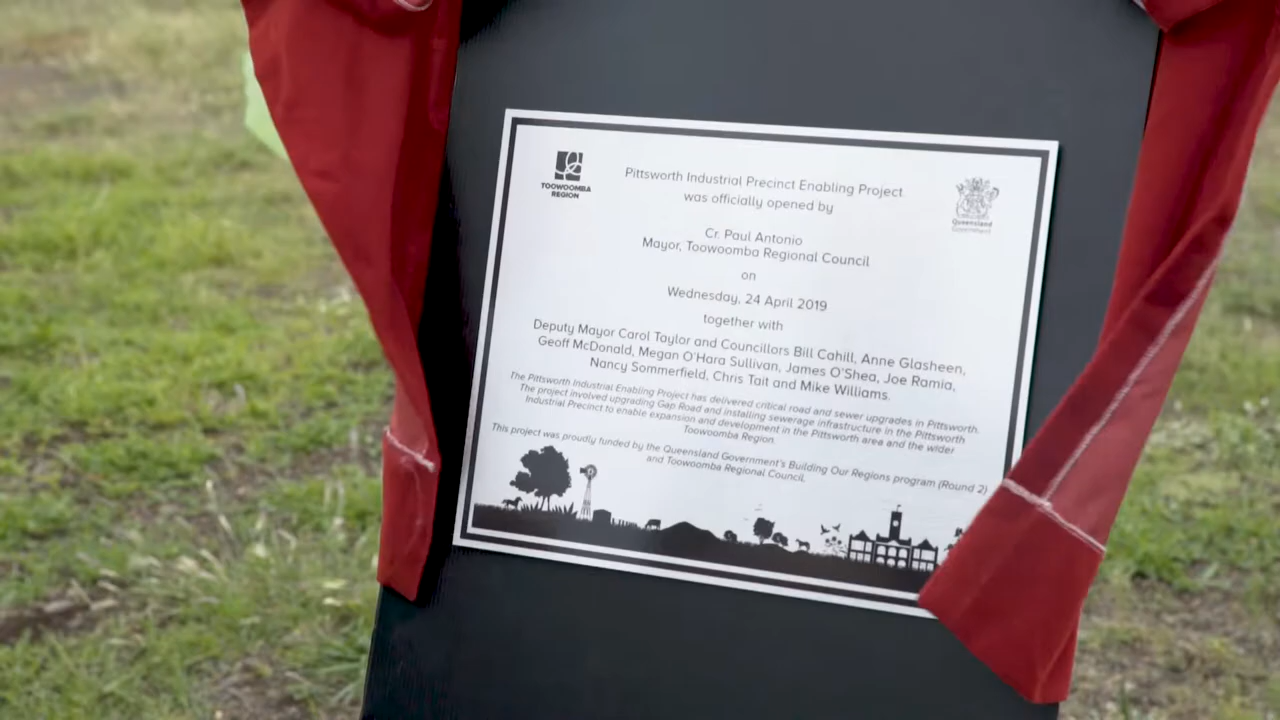 TOOWOOMBA
REGION
Pittsworth Industrial Precinct Enabling Project
was officially opened by
Queensland
Government
Cr. Paul Antonio
Mayor, Toowoomba Regional Council
on
Wednesday, 24 April 2019
together with
Deputy Mayor Carol Taylor and Councillors Bill Cahill, Anne Glasheen,
Geoff McDonald, Megan O'Hara Sullivan, James O'Shea, Joe Ramia,
Nancy Sommerfield, Chris Tait and Mike Williams.
The Pittsworth Industrial Enabling Project has delivered critical road and sewer upgrades in Pittsworth.
The project involved upgrading Gap Road and installing sewerage infrastructure in the Pittsworth
Industrial Precinct to enable expansion and development in the Pittsworth area and the wider
Toowoomba Region.
This project was proudly funded by the Queensland Government's Building Our Regions program (Round 2)
and Toowoomba Regional Council.